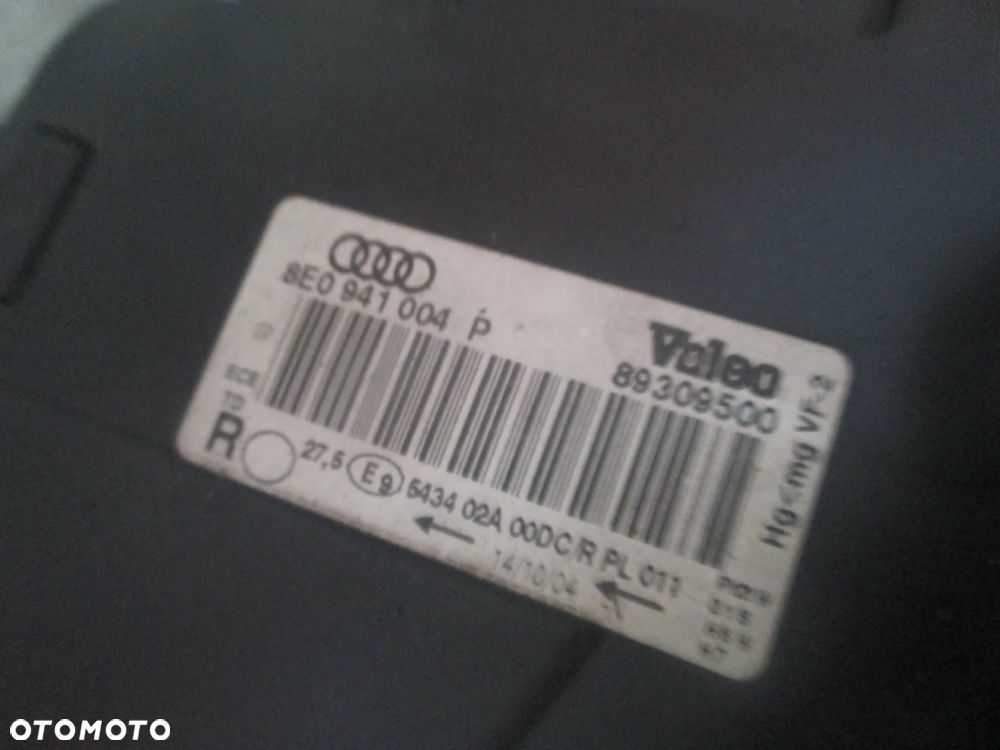 8E0 941 004 P
Valeo
89309500
Hg<mg VF-2
R
27,5 E9 5434 02A 00DC/R PL 011
14/10/04
OTOMOTO